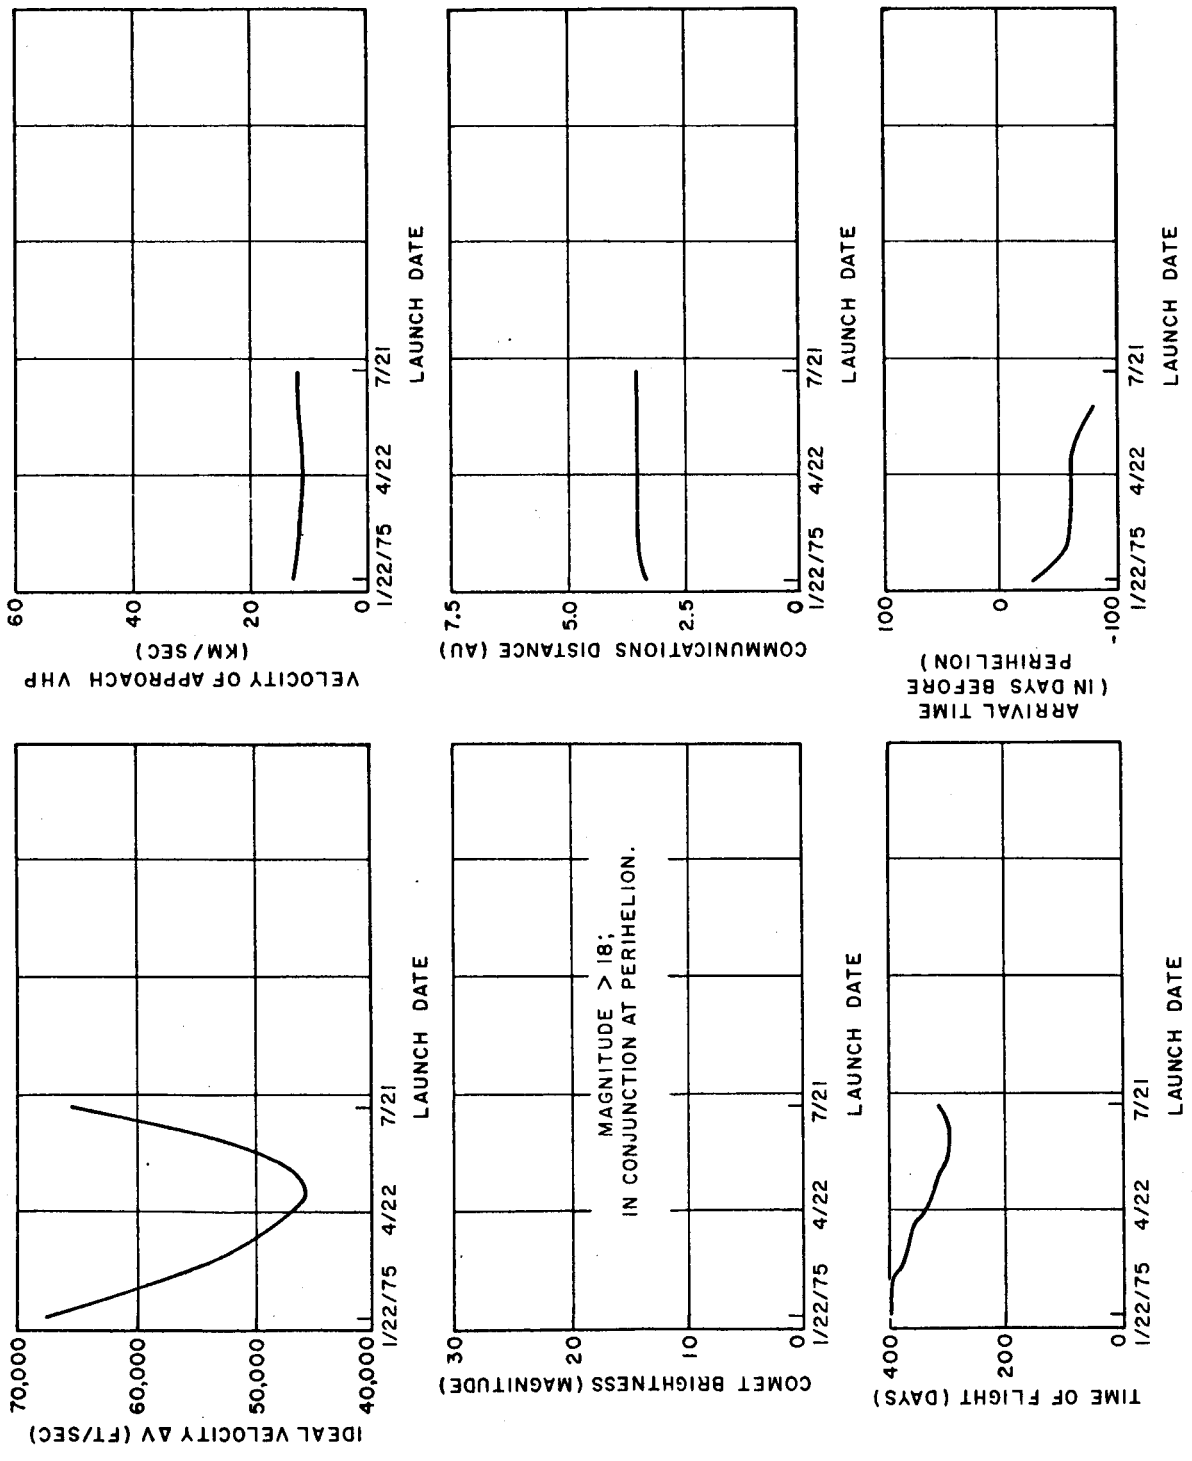 70,000
60,000
50,000
40,000
IDEAL VELOCITY ΔV (FT/SEC)
1/22/75 4/22 7/21
LAUNCH DATE
60
40
20
0
VELOCITY OF APPROACH VHP
(KM/SEC)
1/22/75 4/22 7/21
LAUNCH DATE
30
20
10
0
COMET BRIGHTNESS (MAGNITUDE)
MAGNITUDE > 18;
IN CONJUNCTION AT PERIHELION.
1/22/75 4/22 7/21
LAUNCH DATE
7.5
5.0
2.5
0
COMMUNICATIONS DISTANCE (AU)
1/22/75 4/22 7/21
LAUNCH DATE
400
200
0
TIME OF FLIGHT (DAYS)
1/22/75 4/22 7/21
LAUNCH DATE
100
0
-100
ARRIVAL TIME
(IN DAYS BEFORE
PERIHELION)
1/22/75 4/22 7/21
LAUNCH DATE